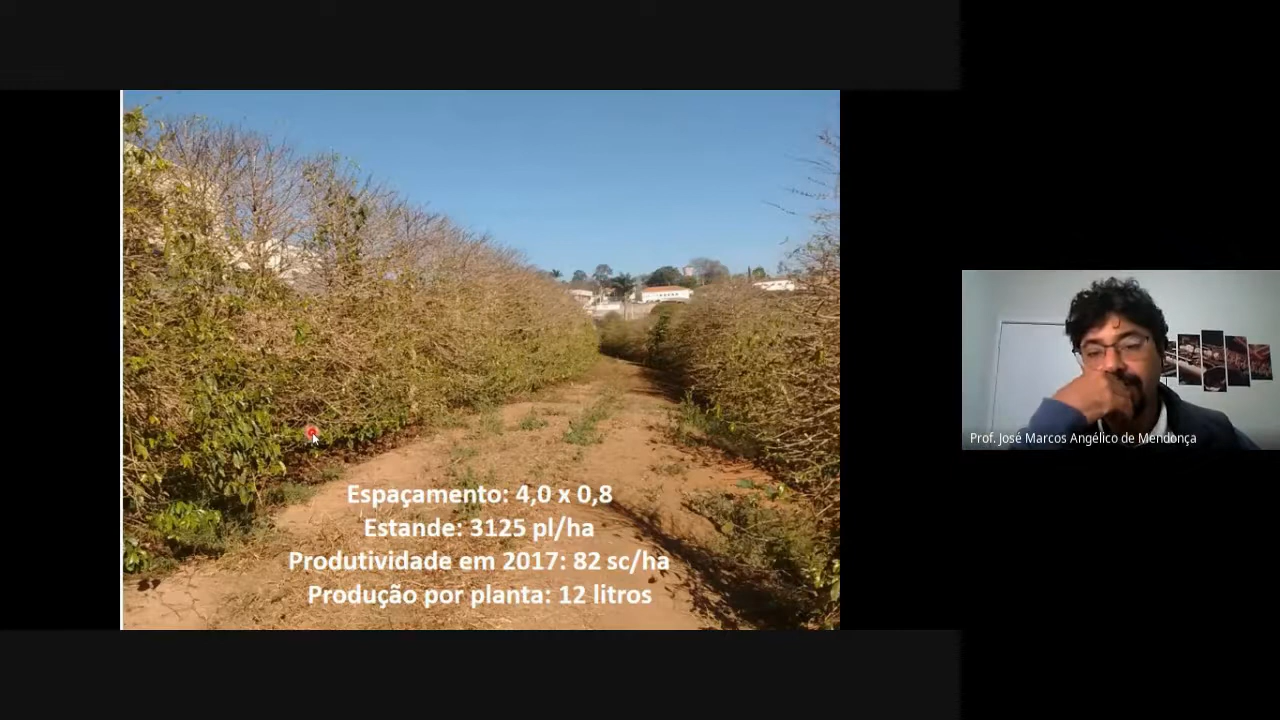 Espaçamento: 4,0 x 0,8
Estande: 3125 pl/ha
Produtividade em 2017: 82 sc/ha
Produção por planta: 12 litros
Prof. José Marcos Angélico de Mendonça